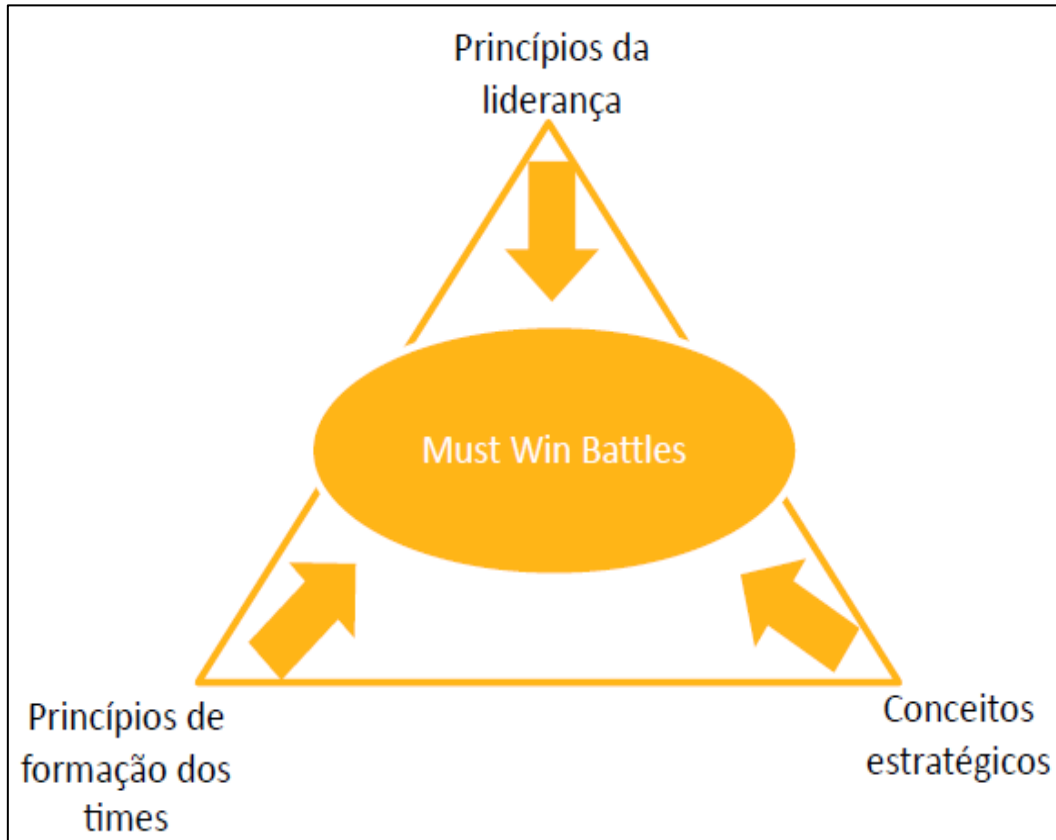 Princípios da
liderança
Must Win Battles
Princípios de
formação dos
times
Conceitos
estratégicos